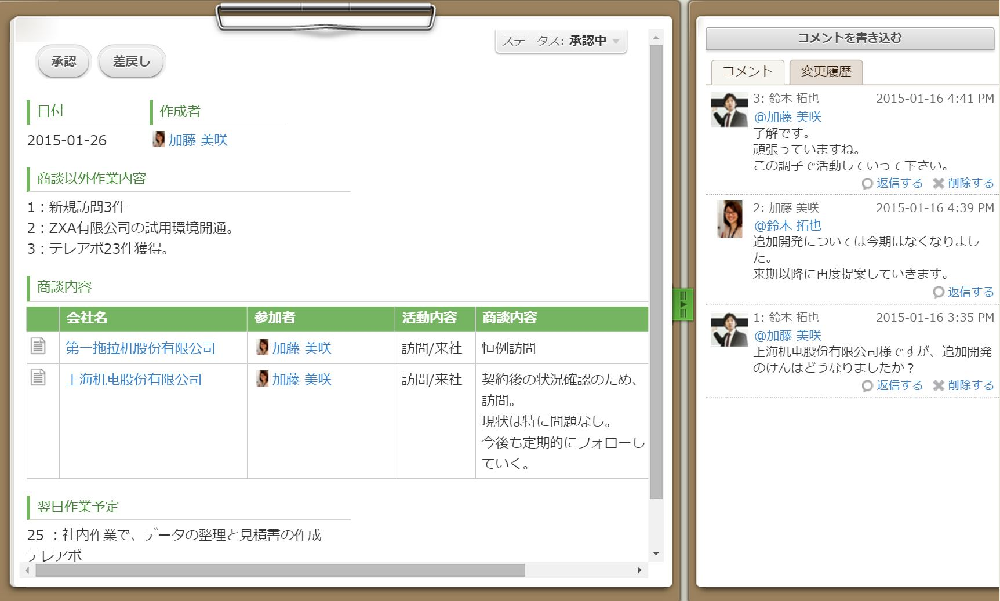 承認
差戻し
ステータス: 承認中
日付
作成者
2015-01-26
加藤 美咲
商談以外作業内容
1：新規訪問3件
2：ZXA有限公司の試用環境開通。
3：テレアポ23件獲得。
商談内容
会社名 参加者 活動内容 商談内容
第一拖拉机股份有限公司 加藤 美咲 訪問/来社 恒例訪問
上海机电股份有限公司 加藤 美咲 訪問/来社 契約後の状況確認のため、
訪問。
現状は特に問題なし。
今後も定期的にフォローし
ていく。
翌日作業予定
25 ：社内作業で、データの整理と見積書の作成
テレアポ
コメントを書き込む
コメント
変更履歴
3: 鈴木 拓也 2015-01-16 4:41 PM
@加藤 美咲
了解です。
頑張っていますね。
この調子で活動していって下さい。
返信する 削除する
2: 加藤 美咲 2015-01-16 4:39 PM
@鈴木 拓也
追加開発については今期はなくなりまし
た。
来期以降に再度提案していきます。
返信する
1: 鈴木 拓也 2015-01-16 3:35 PM
@加藤 美咲
上海机电股份有限公司様ですが、追加開発
のけんはどうなりましたか？
返信する 削除する